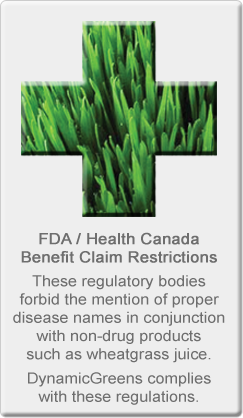 FDA / Health Canada
Benefit Claim Restrictions
These regulatory bodies
forbid the mention of proper
disease names in conjunction
with non-drug products
such as wheatgrass juice.
DynamicGreens complies
with these regulations.